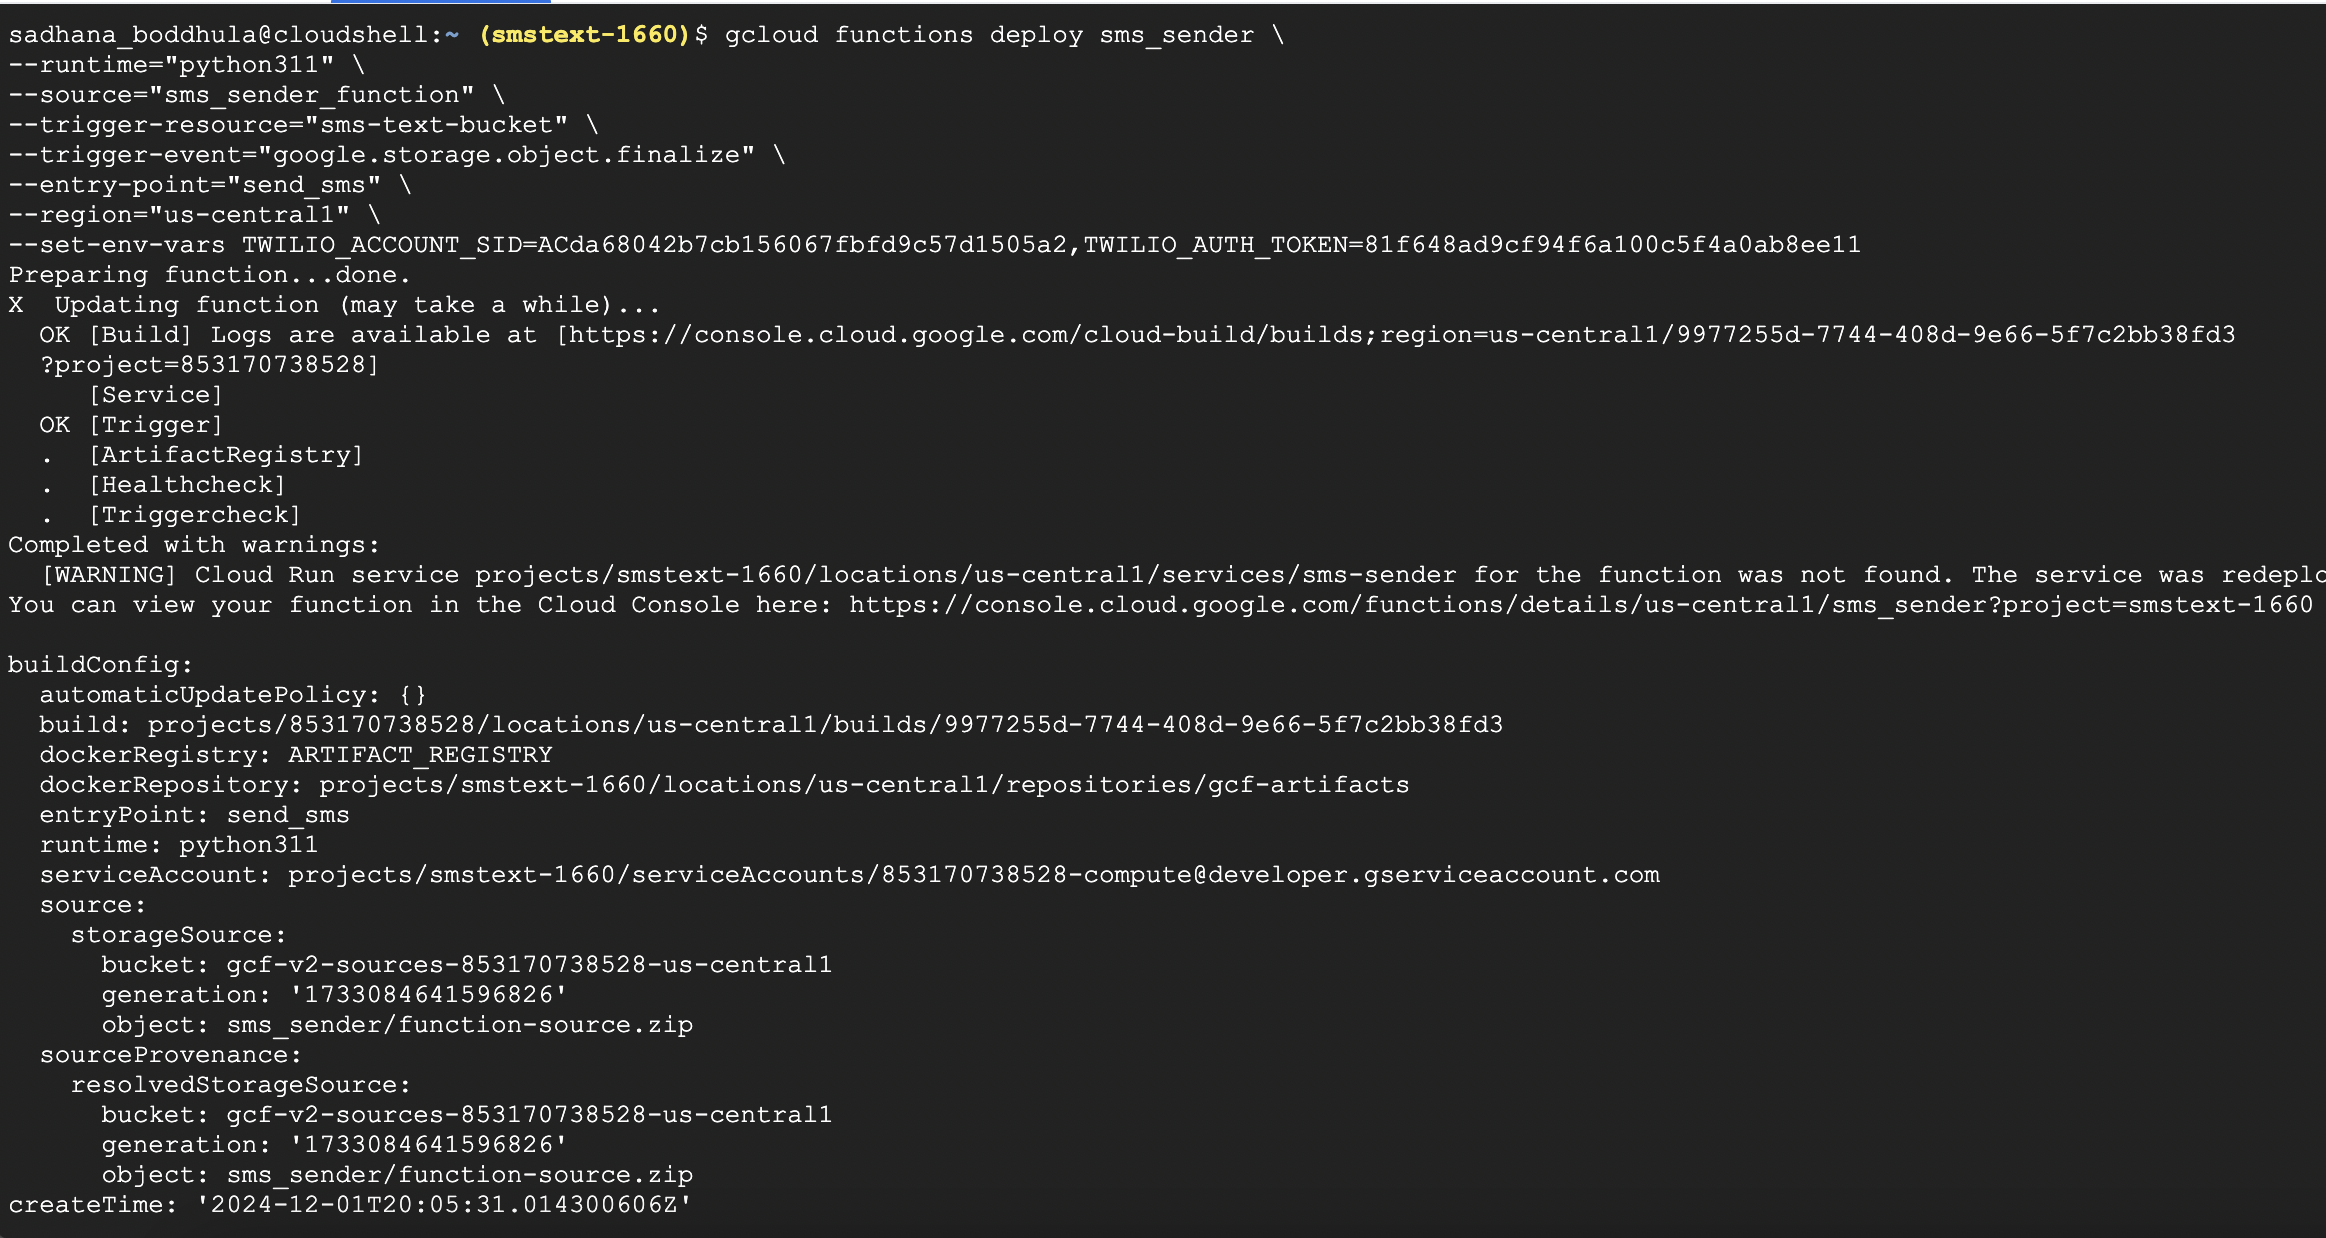 sadhana_boddhula@cloudshell:~ (smstext-1660)$ gcloud functions deploy sms_sender \
--runtime="python311" \
--source="sms_sender_function" \
--trigger-resource="sms-text-bucket" \
--trigger-event="google.storage.object.finalize" \
--entry-point="send_sms" \
--region="us-central1" \
--set-env-vars TWILIO_ACCOUNT_SID=ACda68042b7cb156067fbfd9c57d1505a2,TWILIO_AUTH_TOKEN=81f648ad9cf94f6a100c5f4a0ab8ee11
Preparing function...done.
X  Updating function (may take a while)...
  OK [Build] Logs are available at [https://console.cloud.google.com/cloud-build/builds;region=us-central1/9977255d-7744-408d-9e66-5f7c2bb38fd3
  ?project=853170738528]
     [Service]
  OK [Trigger]
  .  [ArtifactRegistry]
  .  [Healthcheck]
  .  [Triggercheck]
Completed with warnings:
  [WARNING] Cloud Run service projects/smstext-1660/locations/us-central1/services/sms-sender for the function was not found. The service was redeplo
You can view your function in the Cloud Console here: https://console.cloud.google.com/functions/details/us-central1/sms_sender?project=smstext-1660

buildConfig:
  automaticUpdatePolicy: {}
  build: projects/853170738528/locations/us-central1/builds/9977255d-7744-408d-9e66-5f7c2bb38fd3
  dockerRegistry: ARTIFACT_REGISTRY
  dockerRepository: projects/smstext-1660/locations/us-central1/repositories/gcf-artifacts
  entryPoint: send_sms
  runtime: python311
  serviceAccount: projects/smstext-1660/serviceAccounts/853170738528-compute@developer.gserviceaccount.com
  source:
    storageSource:
      bucket: gcf-v2-sources-853170738528-us-central1
      generation: '1733084641596826'
      object: sms_sender/function-source.zip
  sourceProvenance:
    resolvedStorageSource:
      bucket: gcf-v2-sources-853170738528-us-central1
      generation: '1733084641596826'
      object: sms_sender/function-source.zip
createTime: '2024-12-01T20:05:31.014300606Z'